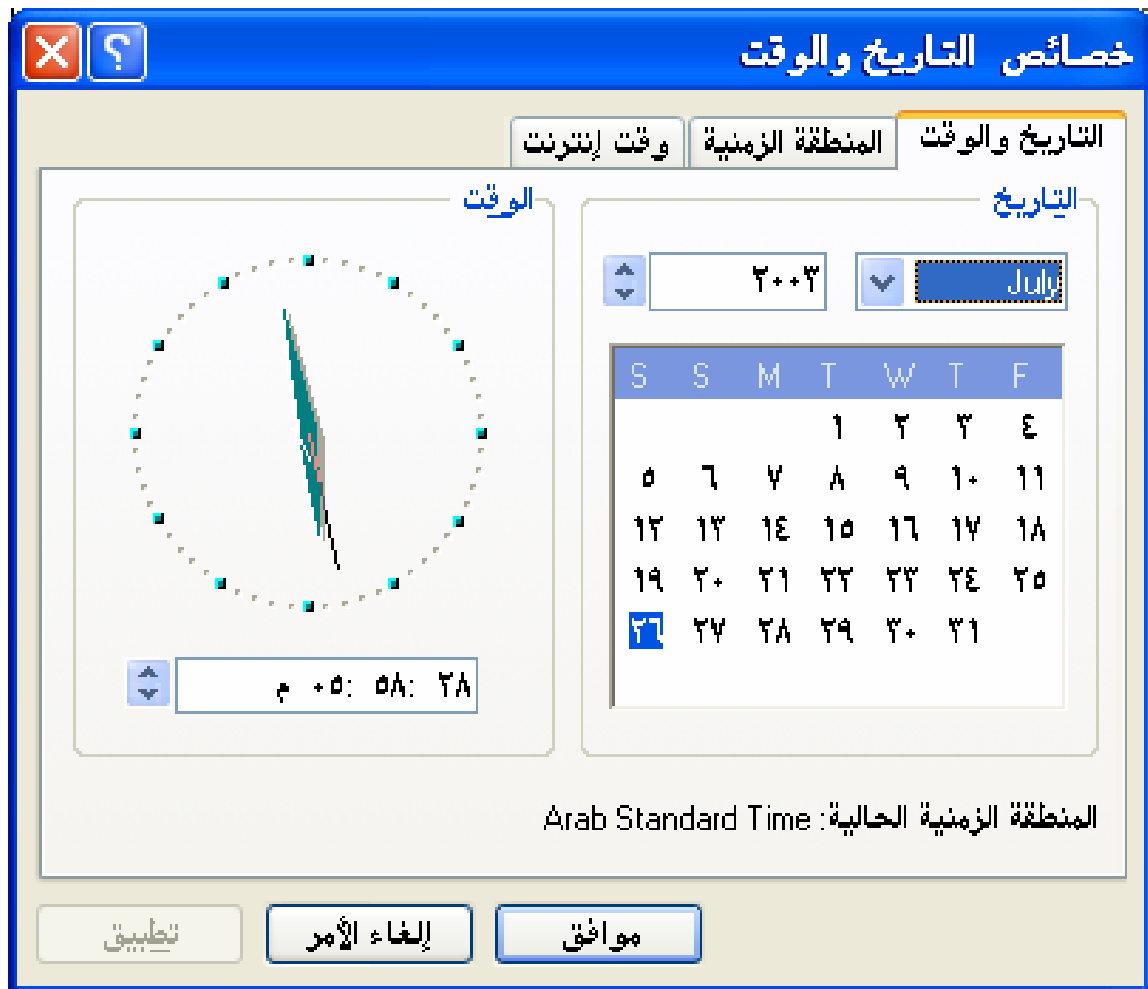 خصائص التاريخ والوقت
؟
التاريخ والوقت
المنطقة الزمنية
وقت إنترنت
التاريخ
July
٢٠٠٣
S S M T W T F
١ ٢ ٣ ٤
٥ ٦ ٧ ٨ ٩ ١٠ ١١
١٢ ١٣ ١٤ ١٥ ١٦ ١٧ ١٨
١٩ ٢٠ ٢١ ٢٢ ٢٣ ٢٤ ٢٥
٢٦ ٢٧ ٢٨ ٢٩ ٣٠ ٣١
الوقت
٢٨ :٥٨ :٠٥ م
المنطقة الزمنية الحالية: Arab Standard Time
موافق
إلغاء الأمر
تطبيق